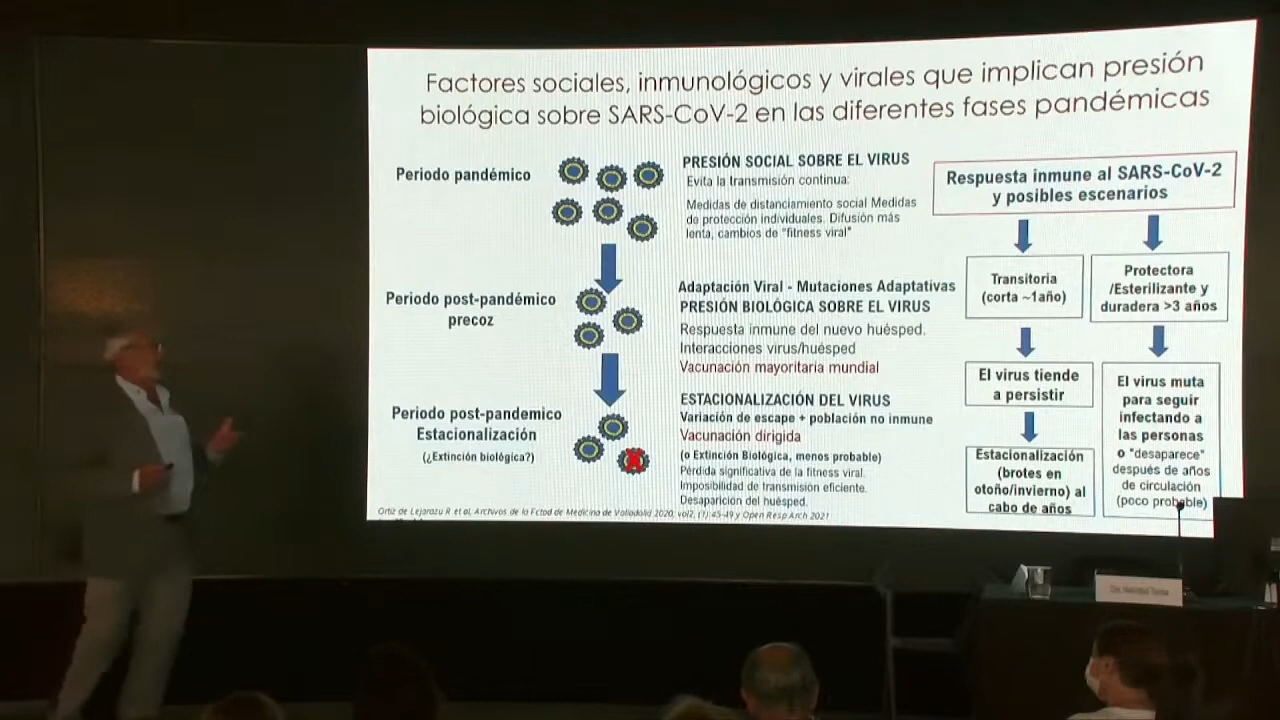 Factores sociales, inmunológicos y virales que implican presión
biológica sobre SARS-CoV-2 en las diferentes fases pandémicas
Periodo pandémico
PRESIÓN SOCIAL SOBRE EL VIRUS
Evita la transmisión continua:
Medidas de distanciamiento social Medidas
de protección individuales. Difusión más
lenta, cambios de "fitness viral"
Periodo post-pandémico
precoz
Adaptación Viral - Mutaciones Adaptativas
PRESIÓN BIOLÓGICA SOBRE EL VIRUS
Respuesta inmune del nuevo huésped.
Interacciones virus/huésped
Vacunación mayoritaria mundial
Periodo post-pandemico
Estacionalización
(¿Extinción biológica?)
ESTACIONALIZACIÓN DEL VIRUS
Variación de escape + población no inmune
Vacunación dirigida
(o Extinción Biológica, menos probable)
Pérdida significativa de la fitness viral.
Imposibilidad de transmisión eficiente.
Desaparición del huésped.
Respuesta inmune al SARS-CoV-2
y posibles escenarios
Transitoria
(corta ~1año)
El virus tiende
a persistir
Estacionalización
(brotes en
otoño/invierno) al
cabo de años
Protectora
/Esterilizante y
duradera >3 años
El virus muta
para seguir
infectando a
las personas
o "desaparece"
después de años
de circulación
(poco probable)
Ortiz de Lejarazu R et al, Archivos de la Fctad de Medicina de Valladolid 2020; vol2, (1):45-49 y Open Resp Arch 2021